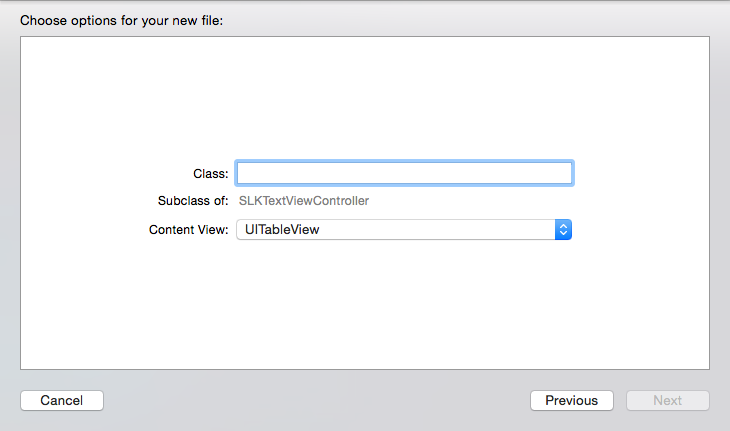 Choose options for your new file:
Class:
Subclass of: SLKTextViewController
Content View: UITableView
Cancel Previous Next